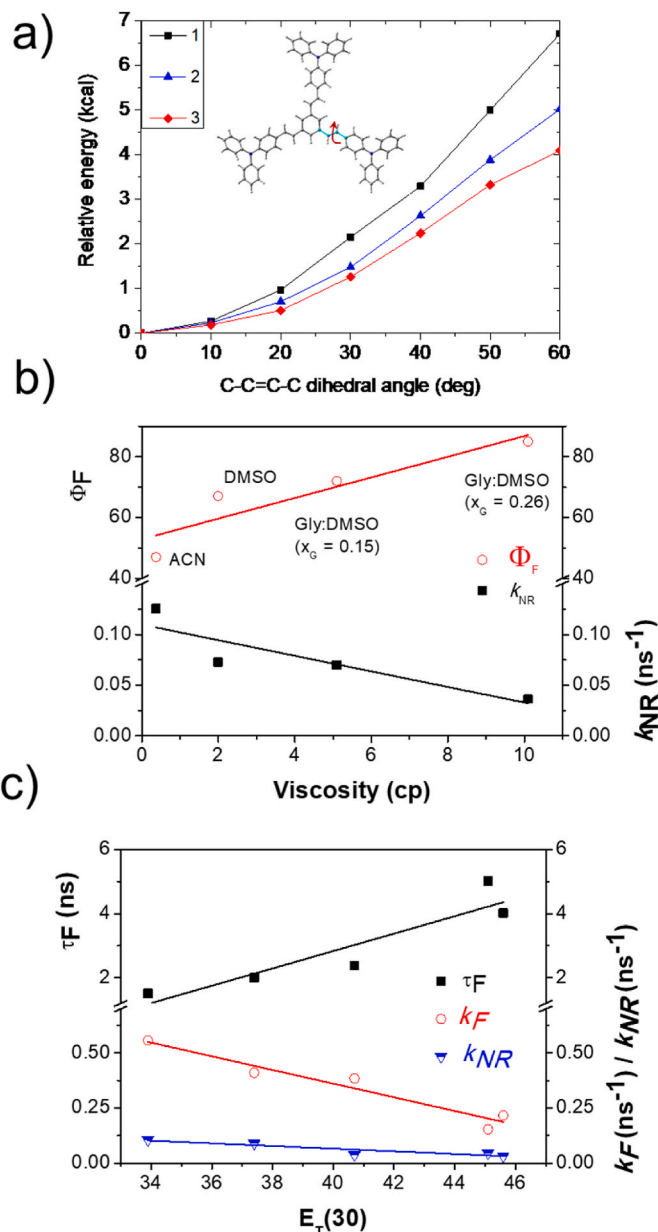 a)
1
2
3
Relative energy (kcal)
7
6
5
4
3
2
1
0
0 10 20 30 40 50 60
C-C=C-C dihedral angle (deg)
b)
ΦF
80
60
40
0.10
0.05
0.00
DMSO
ACN
Gly:DMSO
(xG = 0.15)
Gly:DMSO
(xG = 0.26)
ΦF
kNR
80
60
40
0.10
0.05
0.00
kNR (ns-1)
0 2 4 6 8 10
Viscosity (cp)
c)
τF (ns)
6
4
2
0.50
0.25
0.00
τF
kF
kNR
6
4
2
0.50
0.25
0.00
kF (ns-1) / kNR (ns-1)
34 36 38 40 42 44 46
ET(30)